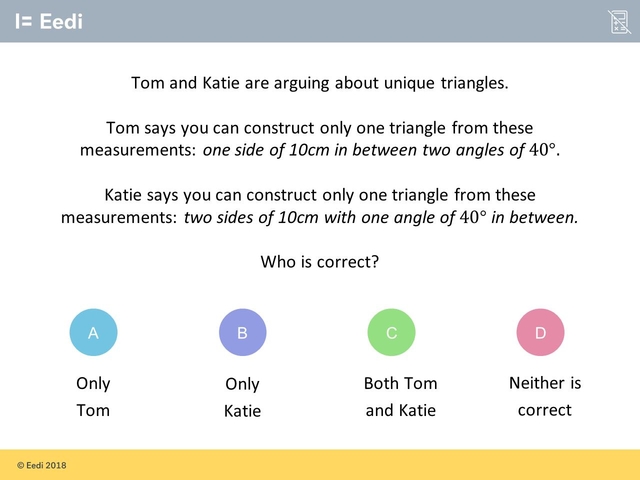 I= Eedi
Tom and Katie are arguing about unique triangles.
Tom says you can construct only one triangle from these
measurements: one side of 10cm in between two angles of 40°.
Katie says you can construct only one triangle from these
measurements: two sides of 10cm with one angle of 40° in between.
Who is correct?
A
B
C
D
Only
Tom
Only
Katie
Both Tom
and Katie
Neither is
correct
© Eedi 2018